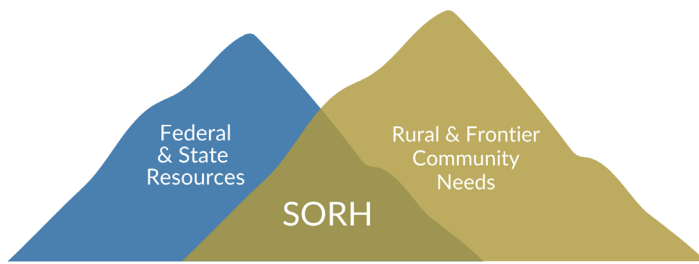 Federal
& State
Resources
Rural & Frontier
Community
Needs
SORH